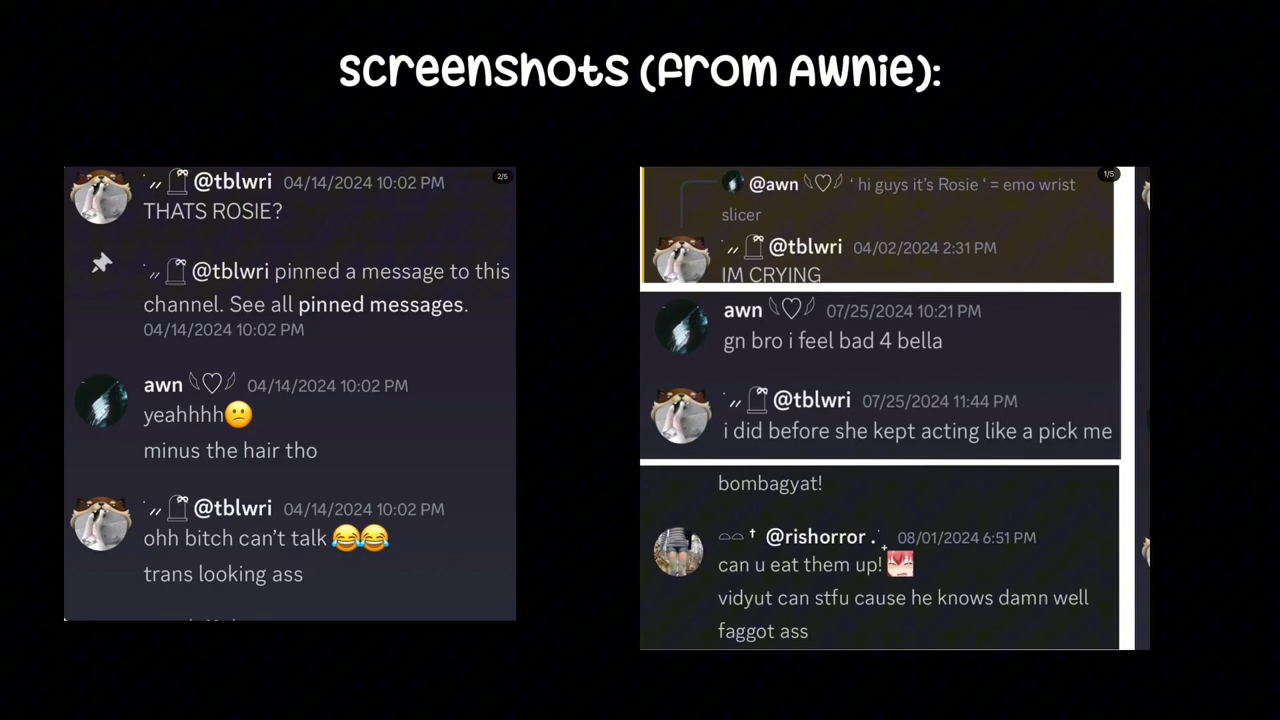 screenshots (from Awnie):
@tblwri 04/14/2024 10:02 PM
2/5
THATS ROSIE?
@tblwri pinned a message to this
channel. See all pinned messages.
04/14/2024 10:02 PM
awn 04/14/2024 10:02 PM
yeahhhh😕
minus the hair tho
@tblwri 04/14/2024 10:02 PM
ohh bitch can't talk 😂😂
trans looking ass
1/5
@awn ‘ hi guys it's Rosie ‘ = emo wrist
slicer
@tblwri 04/02/2024 2:31 PM
IM CRYING
awn 07/25/2024 10:21 PM
gn bro i feel bad 4 bella
@tblwri 07/25/2024 11:44 PM
i did before she kept acting like a pick me
bombagyat!
@rishorror . 08/01/2024 6:51 PM
can u eat them up!
vidyut can stfu cause he knows damn well
faggot ass